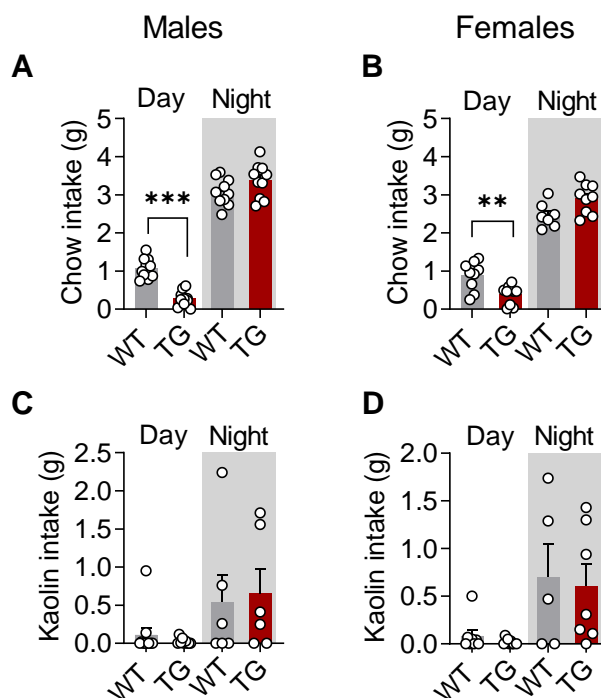 Males Females
A B
Day Night Day Night
Chow intake (g) Chow intake (g)
5 5
4 4
3 3
2 2
1 1
0 0
*** **
WT TG WT TG WT TG WT TG
C D
Day Night Day Night
Kaolin intake (g) Kaolin intake (g)
2.5 2.0
2.0 1.5
1.5 1.0
1.0 0.5
0.5 0.0
0.0
WT TG WT TG WT TG WT TG